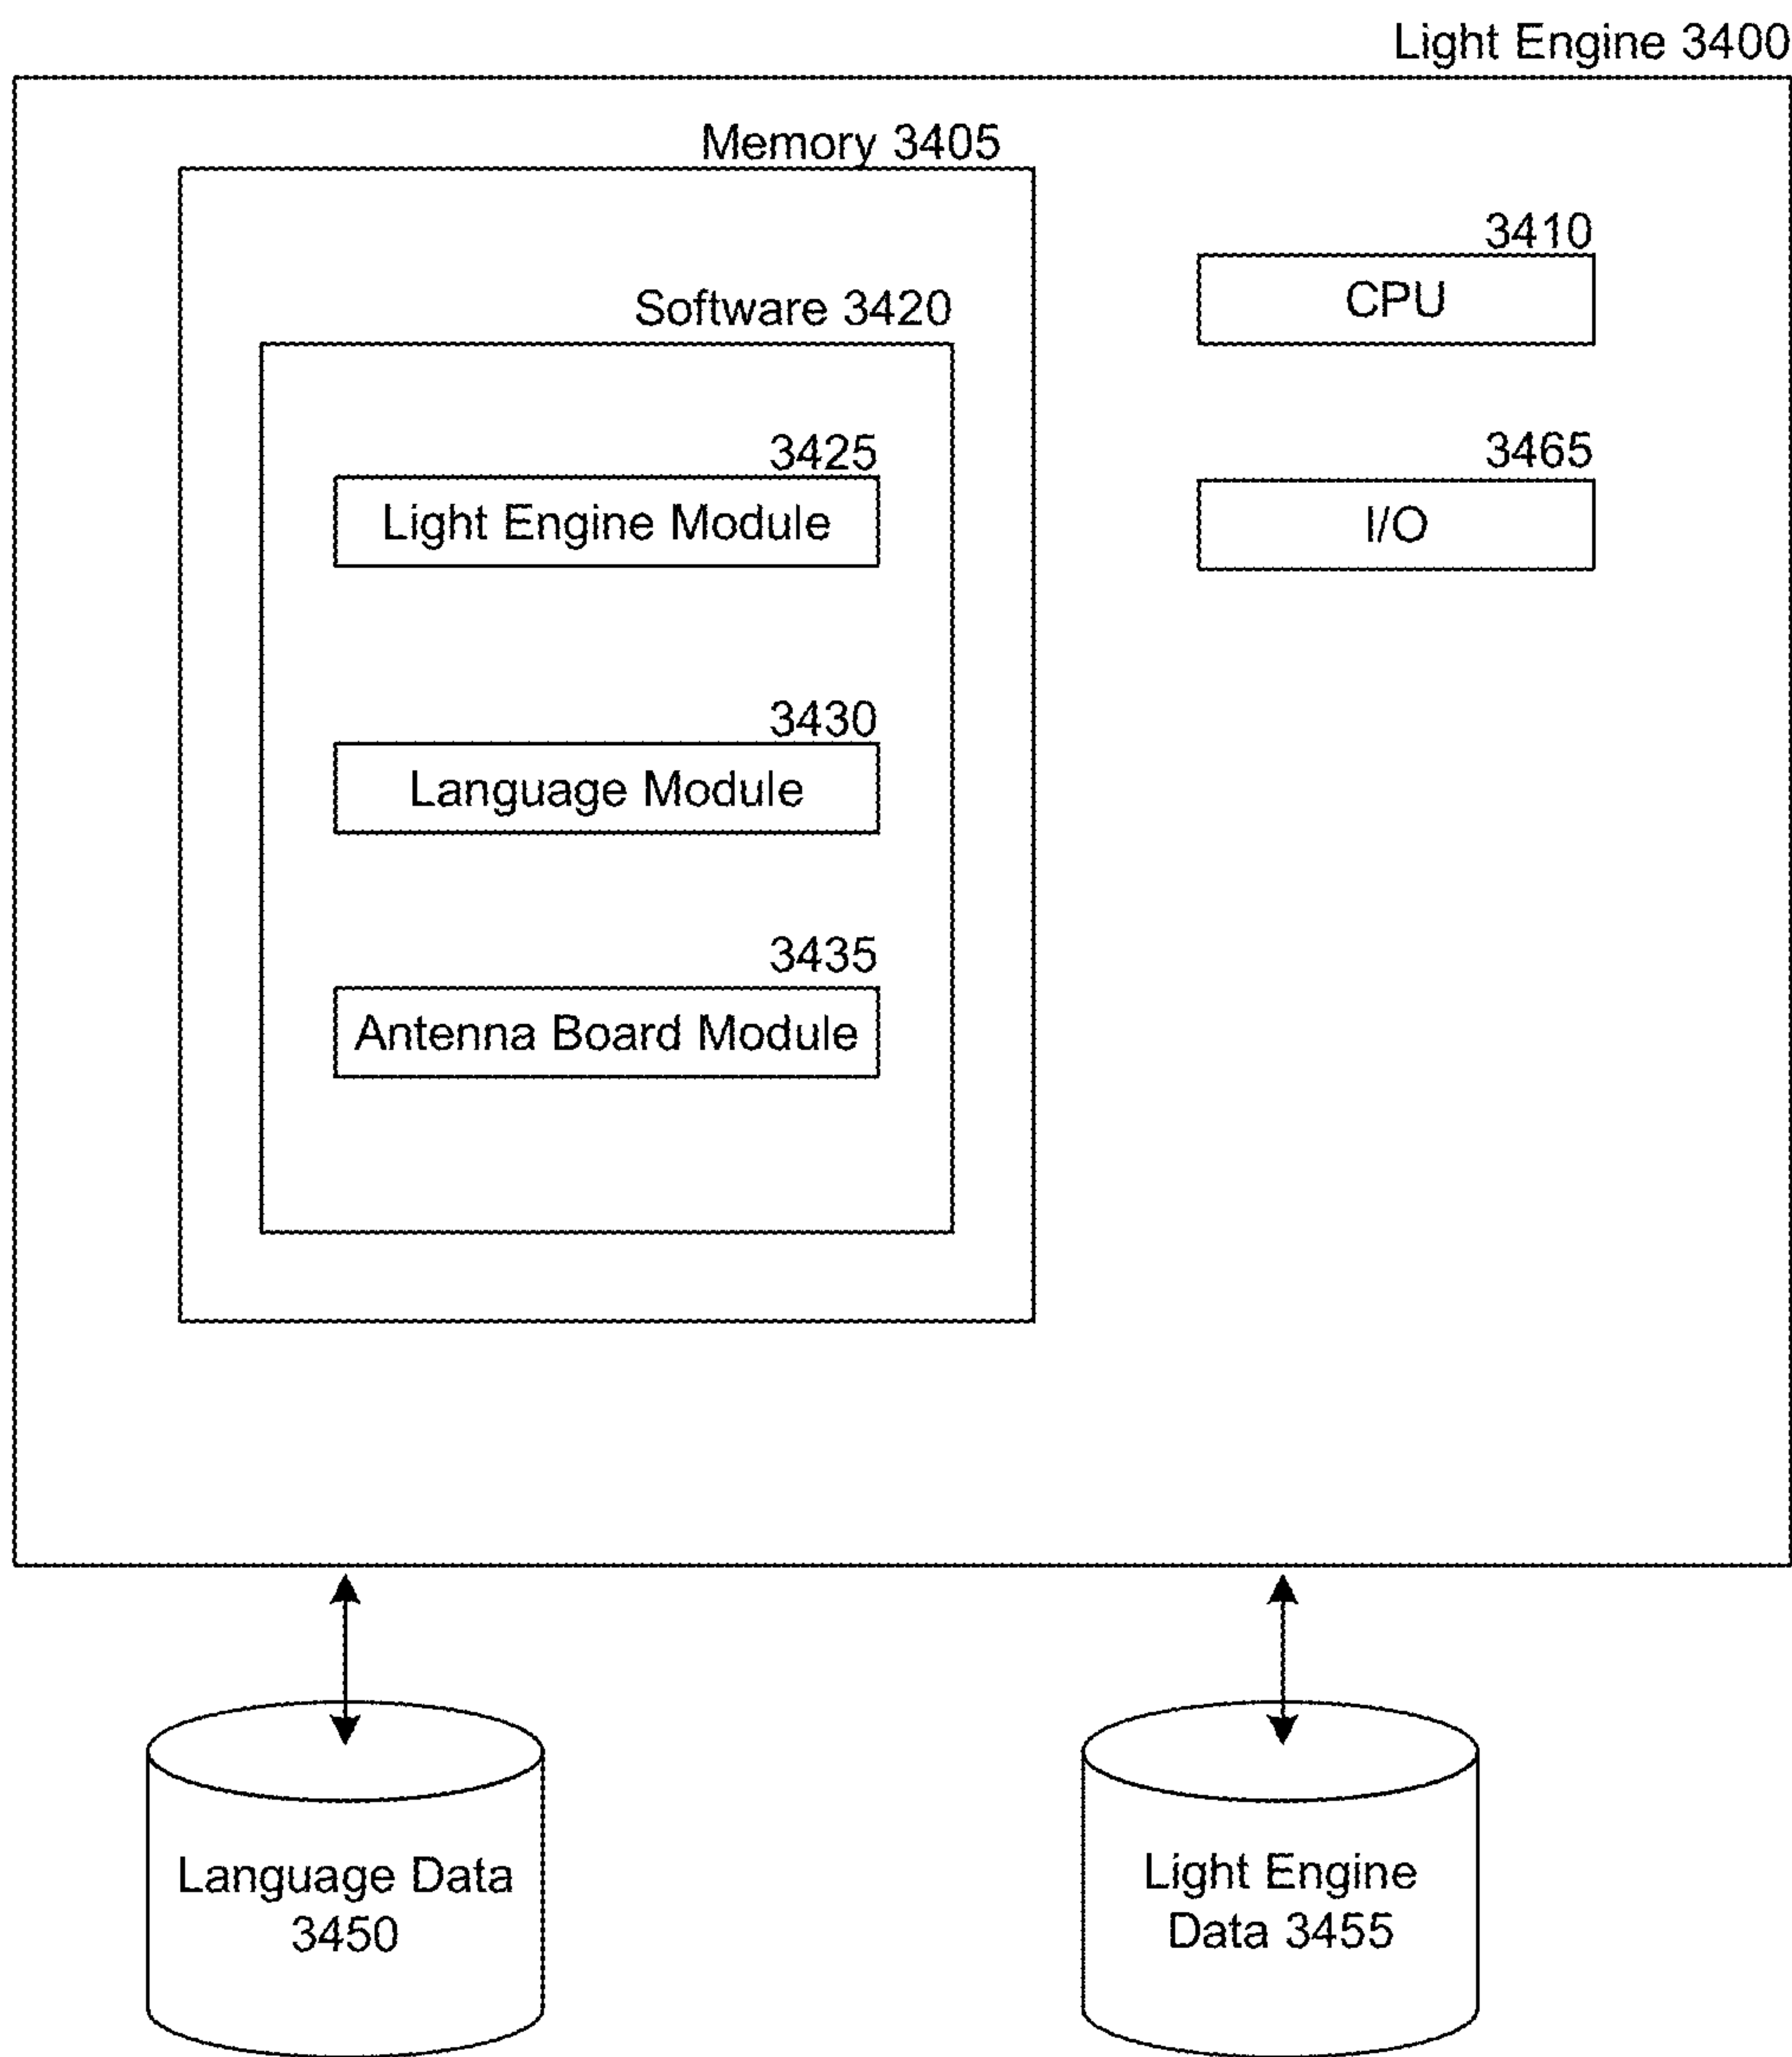 Light Engine 3400
Memory 3405
3410
CPU
Software 3420
3425
Light Engine Module
3465
I/O
3430
Language Module
3435
Antenna Board Module
Language Data
3450
Light Engine
Data 3455